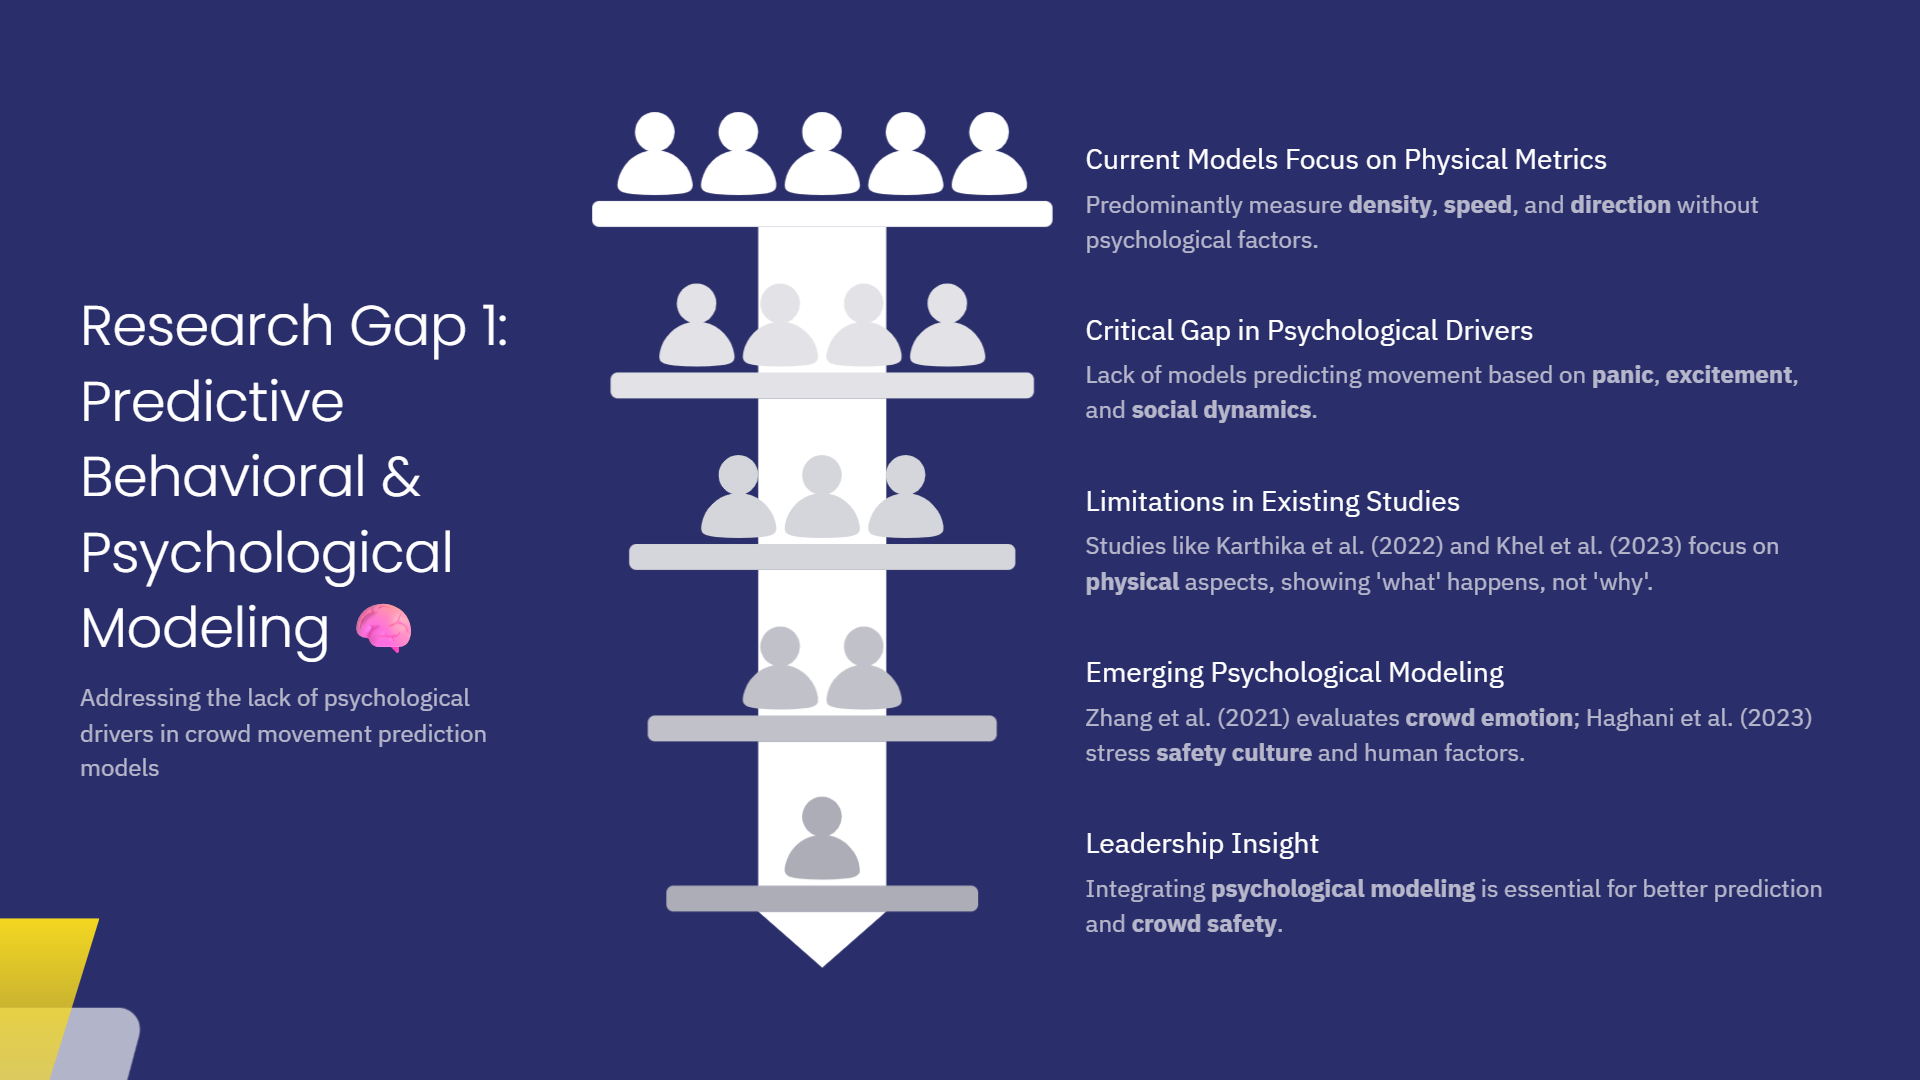 Research Gap 1:
Predictive
Behavioral &
Psychological
Modeling 🧠
Addressing the lack of psychological
drivers in crowd movement prediction
models
Current Models Focus on Physical Metrics
Predominantly measure density, speed, and direction without
psychological factors.
Critical Gap in Psychological Drivers
Lack of models predicting movement based on panic, excitement,
and social dynamics.
Limitations in Existing Studies
Studies like Karthika et al. (2022) and Khel et al. (2023) focus on
physical aspects, showing 'what' happens, not 'why'.
Emerging Psychological Modeling
Zhang et al. (2021) evaluates crowd emotion; Haghani et al. (2023)
stress safety culture and human factors.
Leadership Insight
Integrating psychological modeling is essential for better prediction
and crowd safety.